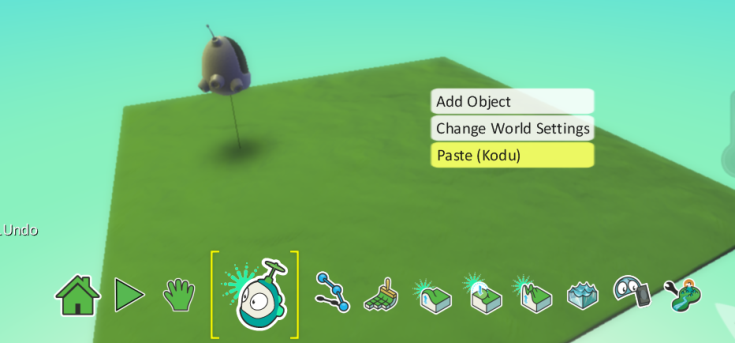 Add Object
Change World Settings
Paste (Kodu)
.Undo